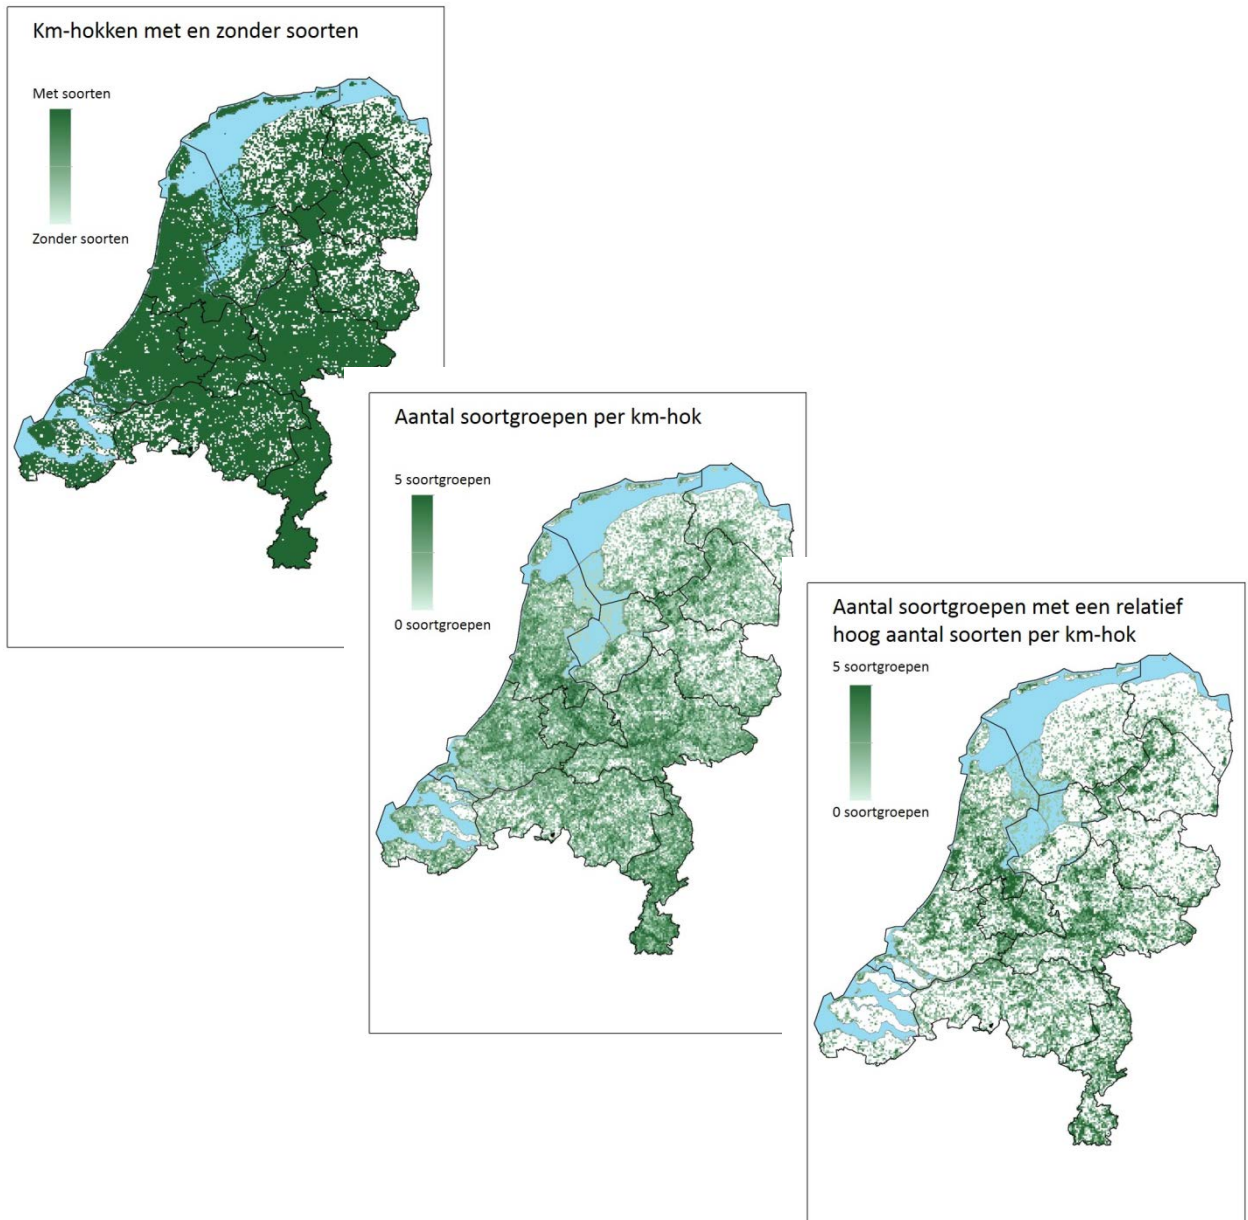 Km-hokken met en zonder soorten
Met soorten
Zonder soorten
Aantal soortgroepen per km-hok
5 soortgroepen
0 soortgroepen
Aantal soortgroepen met een relatief
hoog aantal soorten per km-hok
5 soortgroepen
0 soortgroepen